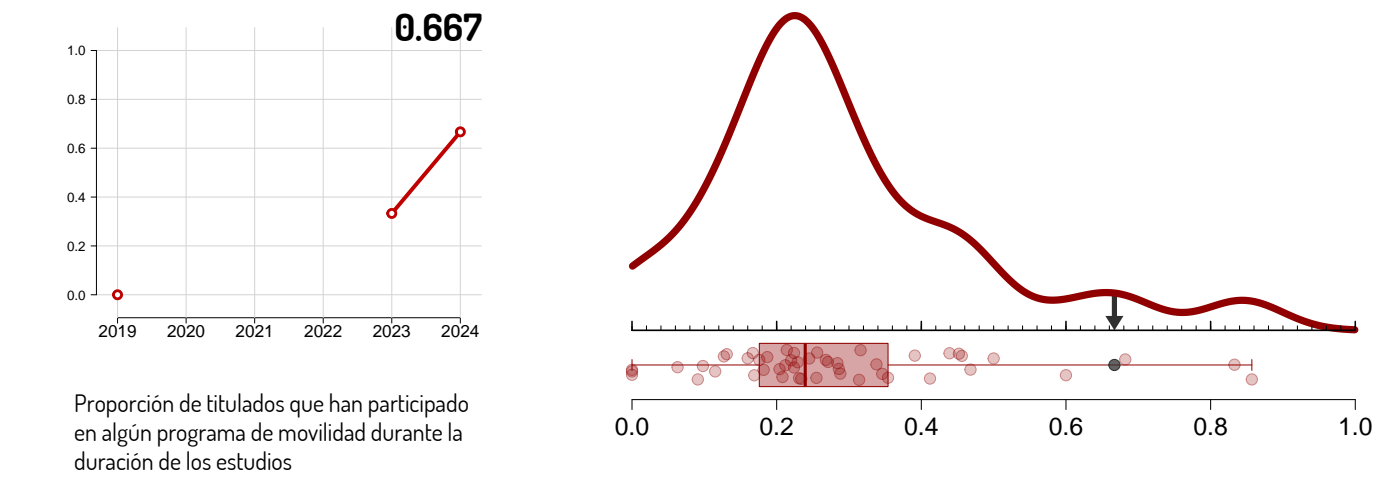 0.667
1.0
0.8
0.6
0.4
0.2
0.0
2019 2020 2021 2022 2023 2024
Proporción de titulados que han participado
en algún programa de movilidad durante la
duración de los estudios
0.0 0.2 0.4 0.6 0.8 1.0